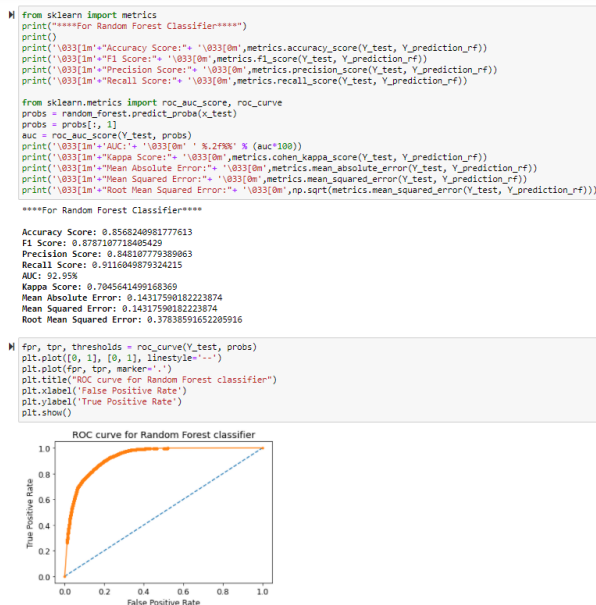 from sklearn import metrics
print("****For Random Forest Classifier****")
print()
print('\033[1m'+"Accuracy Score:"+ '\033[0m',metrics.accuracy_score(Y_test, Y_prediction_rf))
print('\033[1m'+"F1 Score:"+ '\033[0m',metrics.f1_score(Y_test, Y_prediction_rf))
print('\033[1m'+"Precision Score:"+ '\033[0m',metrics.precision_score(Y_test, Y_prediction_rf))
print('\033[1m'+"Recall Score:"+ '\033[0m',metrics.recall_score(Y_test, Y_prediction_rf))
from sklearn.metrics import roc_auc_score, roc_curve
probs = random_forest.predict_proba(x_test)
probs = probs[:, 1]
auc = roc_auc_score(Y_test, probs)
print('\033[1m'+'AUC:'+ '\033[0m' ' %.2f%%' % (auc*100))
print('\033[1m'+"Kappa Score:"+ '\033[0m',metrics.cohen_kappa_score(Y_test, Y_prediction_rf))
print('\033[1m'+"Mean Absolute Error:"+ '\033[0m',metrics.mean_absolute_error(Y_test, Y_prediction_rf))
print('\033[1m'+"Mean Squared Error:"+ '\033[0m',metrics.mean_squared_error(Y_test, Y_prediction_rf))
print('\033[1m'+"Root Mean Squared Error:"+ '\033[0m',np.sqrt(metrics.mean_squared_error(Y_test, Y_prediction_rf)))
****For Random Forest Classifier****
Accuracy Score: 0.8568240981777613
F1 Score: 0.8787107718405429
Precision Score: 0.848107779389063
Recall Score: 0.9116049879324215
AUC: 92.95%
Kappa Score: 0.7045641499168369
Mean Absolute Error: 0.14317590182223874
Mean Squared Error: 0.14317590182223874
Root Mean Squared Error: 0.37838591652205916
fpr, tpr, thresholds = roc_curve(Y_test, probs)
plt.plot([0, 1], [0, 1], linestyle='--')
plt.plot(fpr, tpr, marker='.')
plt.title("ROC curve for Random Forest classifier")
plt.xlabel('False Positive Rate')
plt.ylabel('True Positive Rate')
plt.show()
ROC curve for Random Forest classifier
True Positive Rate
1.0
0.8
0.6
0.4
0.2
0.0
0.0 0.2 0.4 0.6 0.8 1.0
False Positive Rate